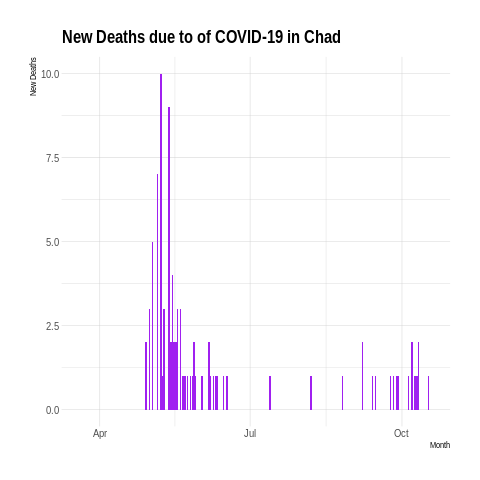 New Deaths due to of COVID-19 in Chad
New Deaths
10.0
7.5
5.0
2.5
0.0
Apr
Jul
Oct
Month